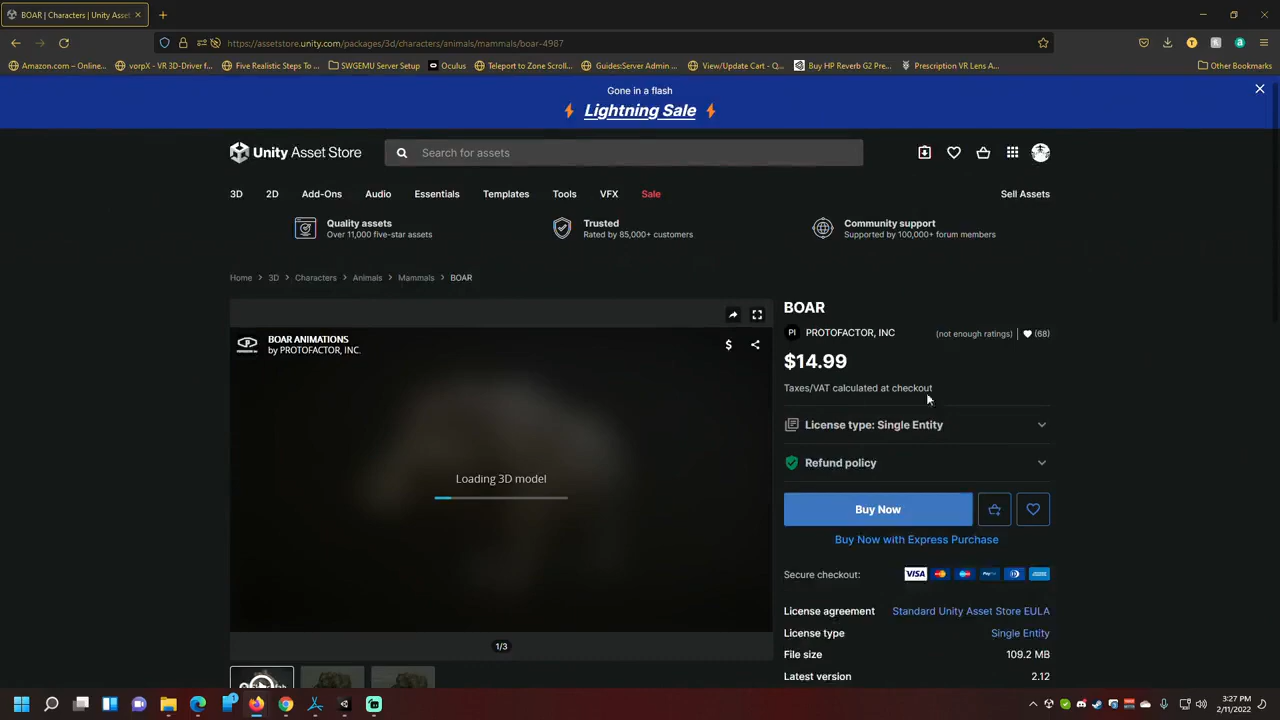 BOAR | Characters | Unity Asset
https://assetstore.unity.com/packages/3d/characters/animals/mammals/boar-4987
Amazon.com – Online...
vorpX - VR 3D-Driver f...
Five Realistic Steps To ...
SWGEMU Server Setup
Oculus
Teleport to Zone Scroll...
Guides:Server Admin ...
View/Update Cart - Q...
Buy HP Reverb G2 Pre...
Prescription VR Lens A...
Other Bookmarks
Gone in a flash
Lightning Sale
Unity Asset Store
Search for assets
3D
2D
Add-Ons
Audio
Essentials
Templates
Tools
VFX
Sale
Sell Assets
Quality assets
Over 11,000 five-star assets
Trusted
Rated by 85,000+ customers
Community support
Supported by 100,000+ forum members
Home > 3D > Characters > Animals > Mammals > BOAR
BOAR ANIMATIONS
by PROTOFACTOR, INC.
$
Loading 3D model
1/3
BOAR
PI
PROTOFACTOR, INC
(not enough ratings)
(68)
$14.99
Taxes/VAT calculated at checkout
License type: Single Entity
Refund policy
Buy Now
Buy Now with Express Purchase
Secure checkout:
VISA
License agreement
Standard Unity Asset Store EULA
License type
Single Entity
File size
109.2 MB
Latest version
2.12
3:27 PM
2/11/2022